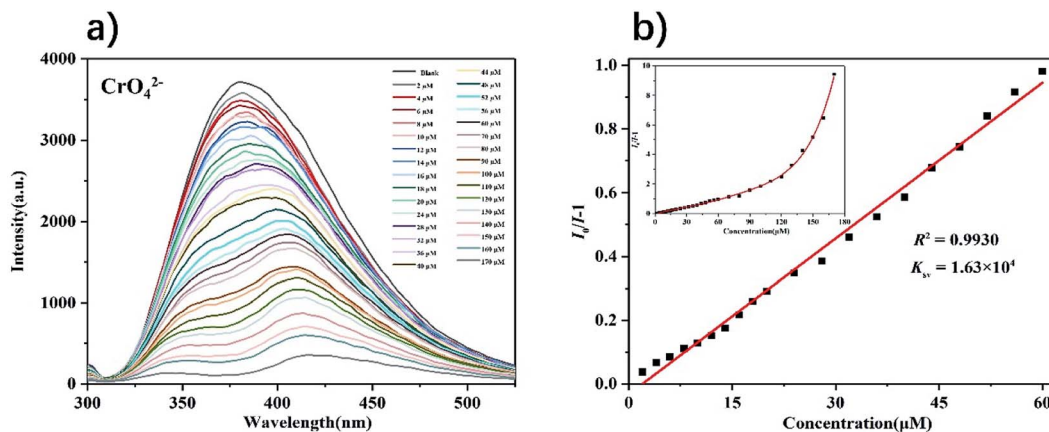 a)
4000
3000
2000
1000
0
Intensity(a.u.)
CrO₄²⁻
Blank
2 μM
4 μM
6 μM
8 μM
10 μM
12 μM
14 μM
16 μM
18 μM
20 μM
24 μM
28 μM
32 μM
36 μM
40 μM
44 μM
48 μM
52 μM
56 μM
60 μM
70 μM
80 μM
90 μM
100 μM
110 μM
120 μM
130 μM
140 μM
150 μM
160 μM
170 μM
300 350 400 450 500
Wavelength(nm)
b)
1.0
0.8
0.6
0.4
0.2
0.0
I₀/I-1
10
8
6
4
2
0
I₀/I-1
0 30 60 90 120 150 180
Concentration(μM)
R² = 0.9930
Kₛᵥ = 1.63×10⁴
0 15 30 45 60
Concentration(μM)